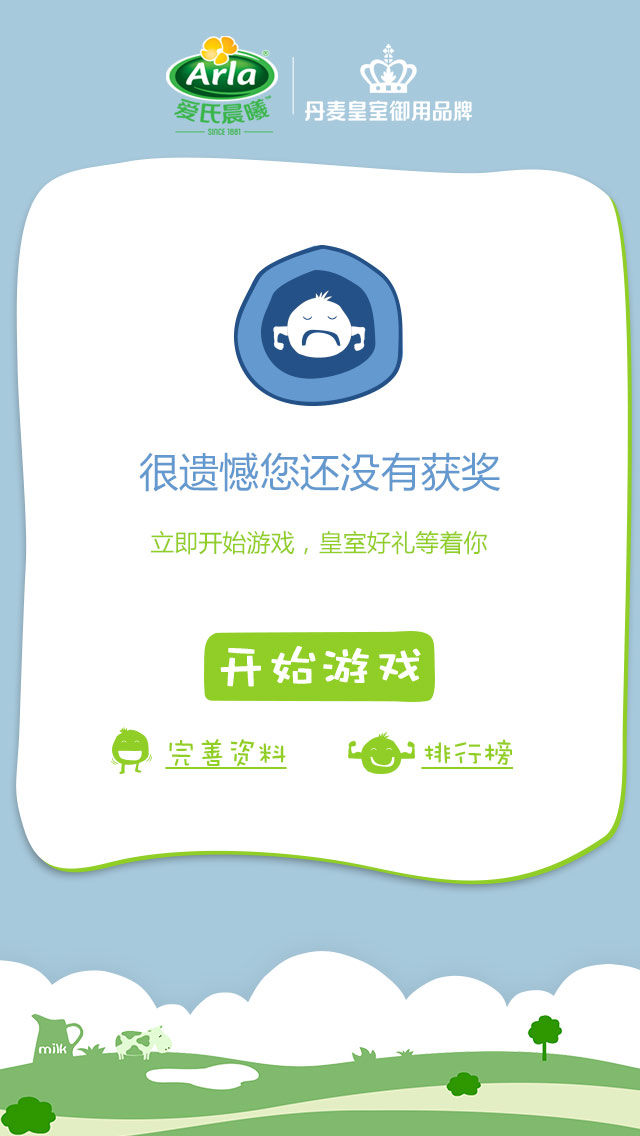 Arla
爱氏晨曦
SINCE 1881
丹麦皇室御用品牌
很遗憾您还没有获奖
立即开始游戏，皇室好礼等着你
开始游戏
完善资料
排行榜
milk